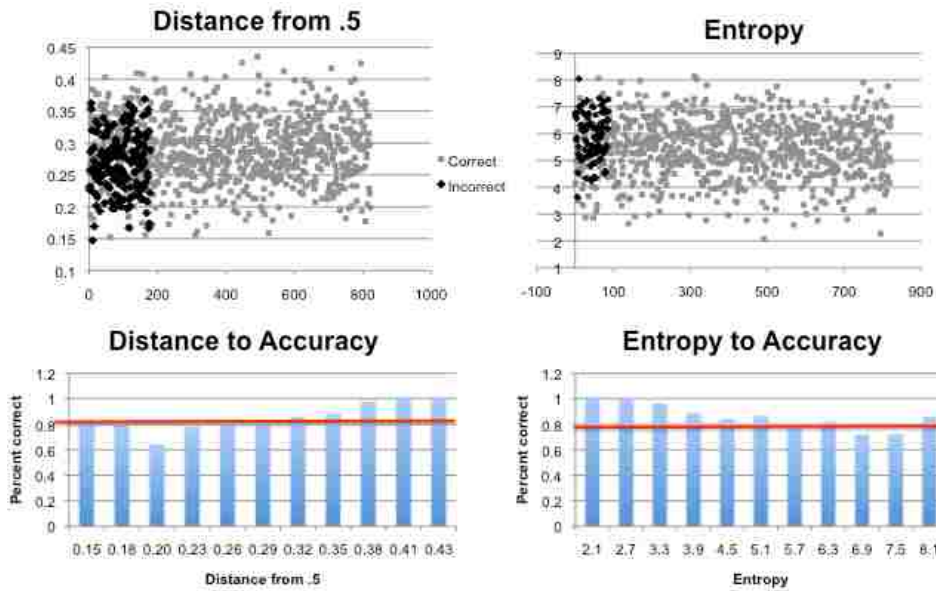 Distance from .5
0.45
0.4
0.35
0.3
0.25
0.2
0.15
0.1
0 200 400 600 800 1000
Correct
Incorrect
Entropy
9
8
7
6
5
4
3
2
1
-100 100 300 500 700 900
Distance to Accuracy
Percent correct
1.2
1
0.8
0.6
0.4
0.2
0
0.15 0.18 0.20 0.23 0.26 0.29 0.32 0.35 0.38 0.41 0.43
Distance from .5
Entropy to Accuracy
Percent correct
1.2
1
0.8
0.6
0.4
0.2
0
2.1 2.7 3.3 3.9 4.5 5.1 5.7 6.3 6.9 7.5 8.1
Entropy